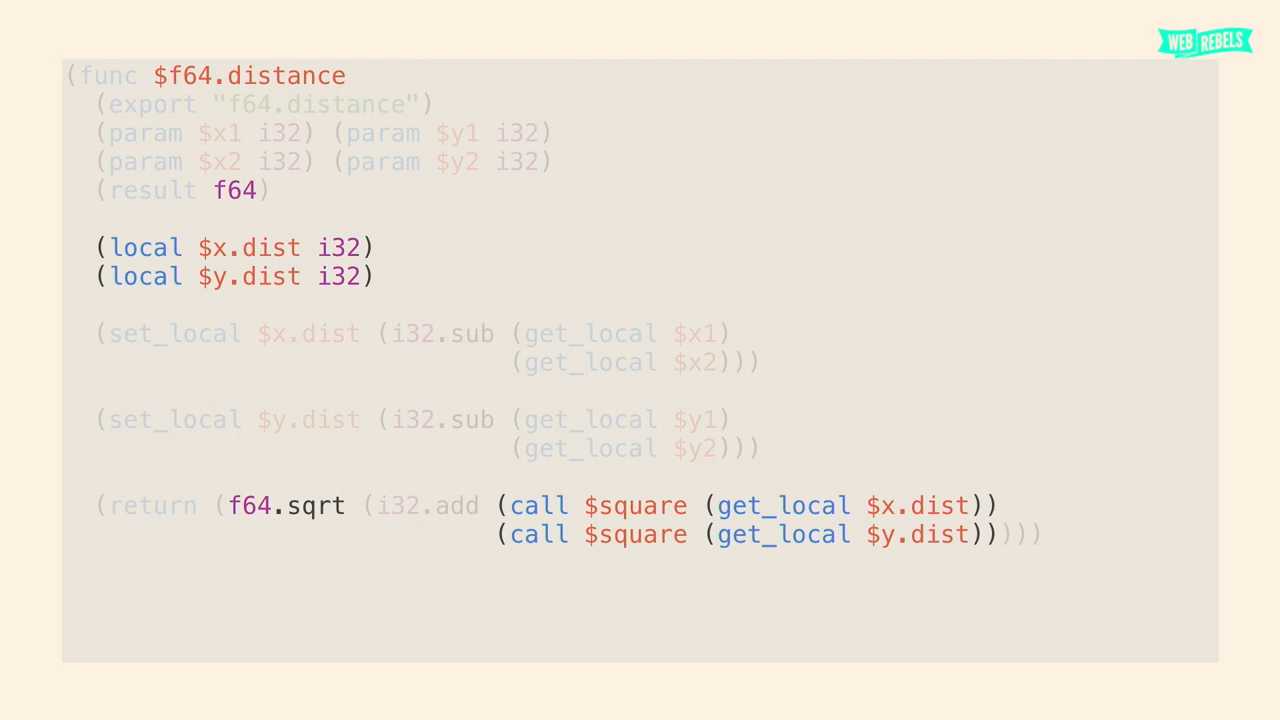 WEB REBELS
(func $f64.distance
  (export "f64.distance")
  (param $x1 i32) (param $y1 i32)
  (param $x2 i32) (param $y2 i32)
  (result f64)
  (local $x.dist i32)
  (local $y.dist i32)
  (set_local $x.dist (i32.sub (get_local $x1)
                              (get_local $x2)))
  (set_local $y.dist (i32.sub (get_local $y1)
                              (get_local $y2)))
  (return (f64.sqrt (i32.add (call $square (get_local $x.dist))
                             (call $square (get_local $y.dist)))))